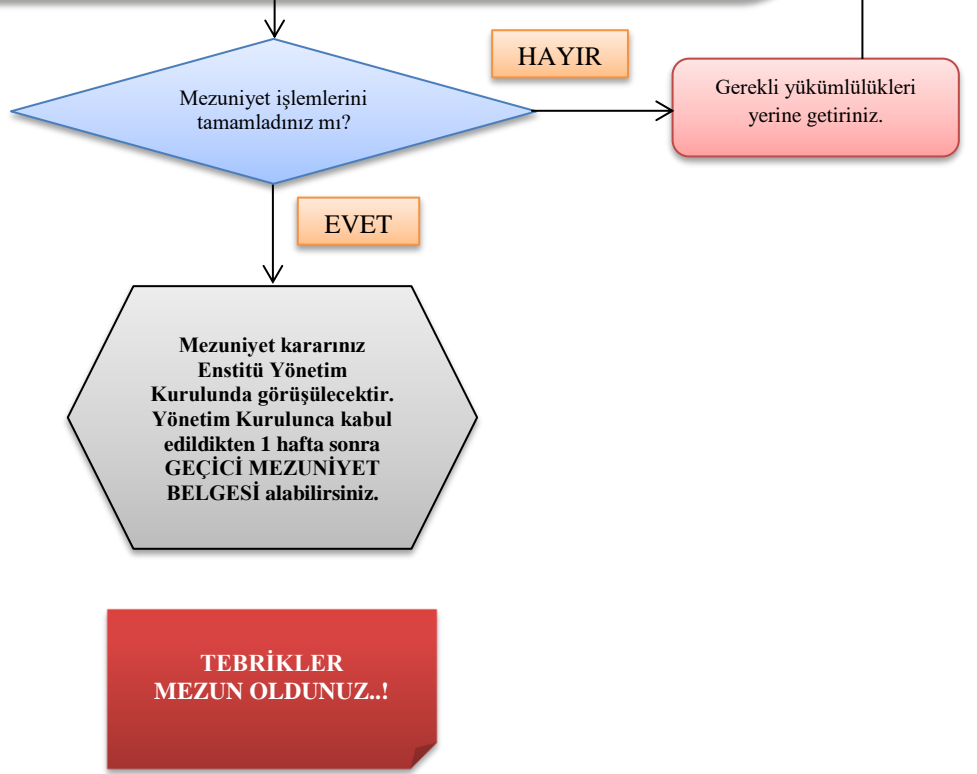 HAYIR
Mezuniyet işlemlerini
tamamladınız mı?
Gerekli yükümlülükleri
yerine getiriniz.
EVET
Mezuniyet kararınız
Enstitü Yönetim
Kurulunda görüşülecektir.
Yönetim Kurulunca kabul
edildikten 1 hafta sonra
GEÇİCİ MEZUNİYET
BELGESİ alabilirsiniz.
TEBRİKLER
MEZUN OLDUNUZ..!